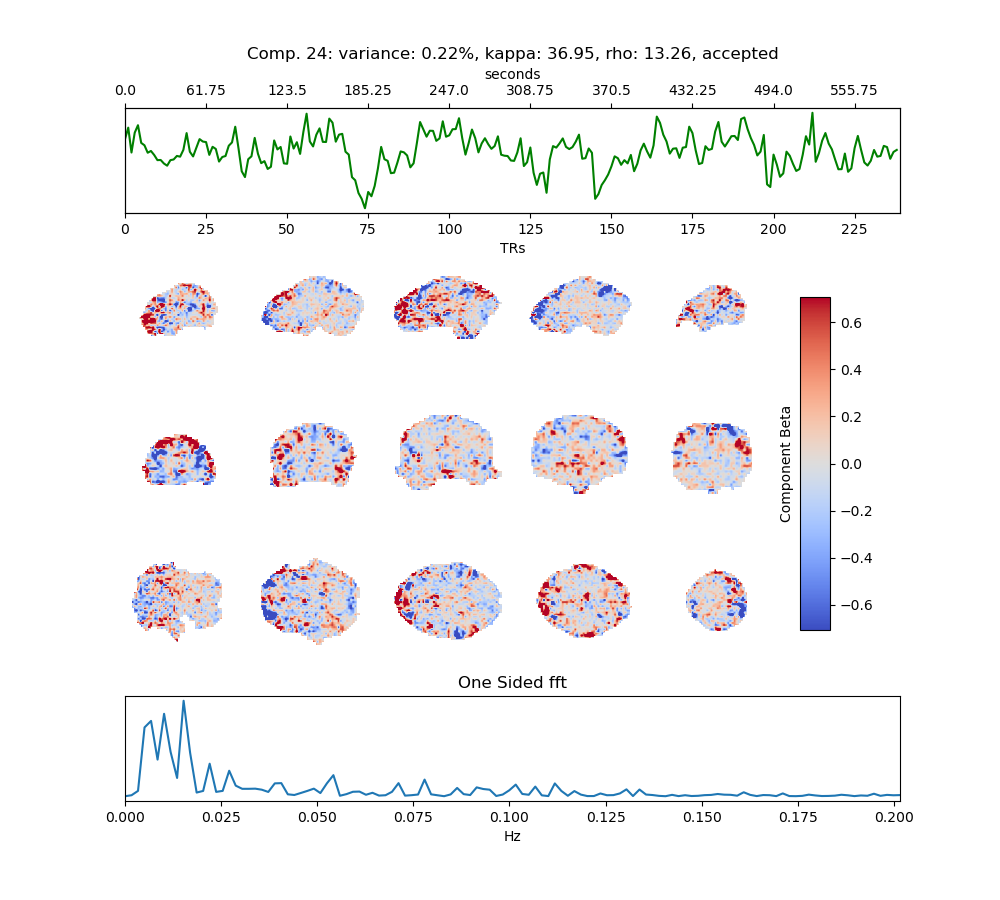 Comp. 24: variance: 0.22%, kappa: 36.95, rho: 13.26, accepted
seconds
0.0 61.75 123.5 185.25 247.0 308.75 370.5 432.25 494.0 555.75
0 25 50 75 100 125 150 175 200 225
TRs
0.6
0.4
0.2
0.0
−0.2
−0.4
−0.6
Component Beta
One Sided fft
0.000 0.025 0.050 0.075 0.100 0.125 0.150 0.175 0.200
Hz